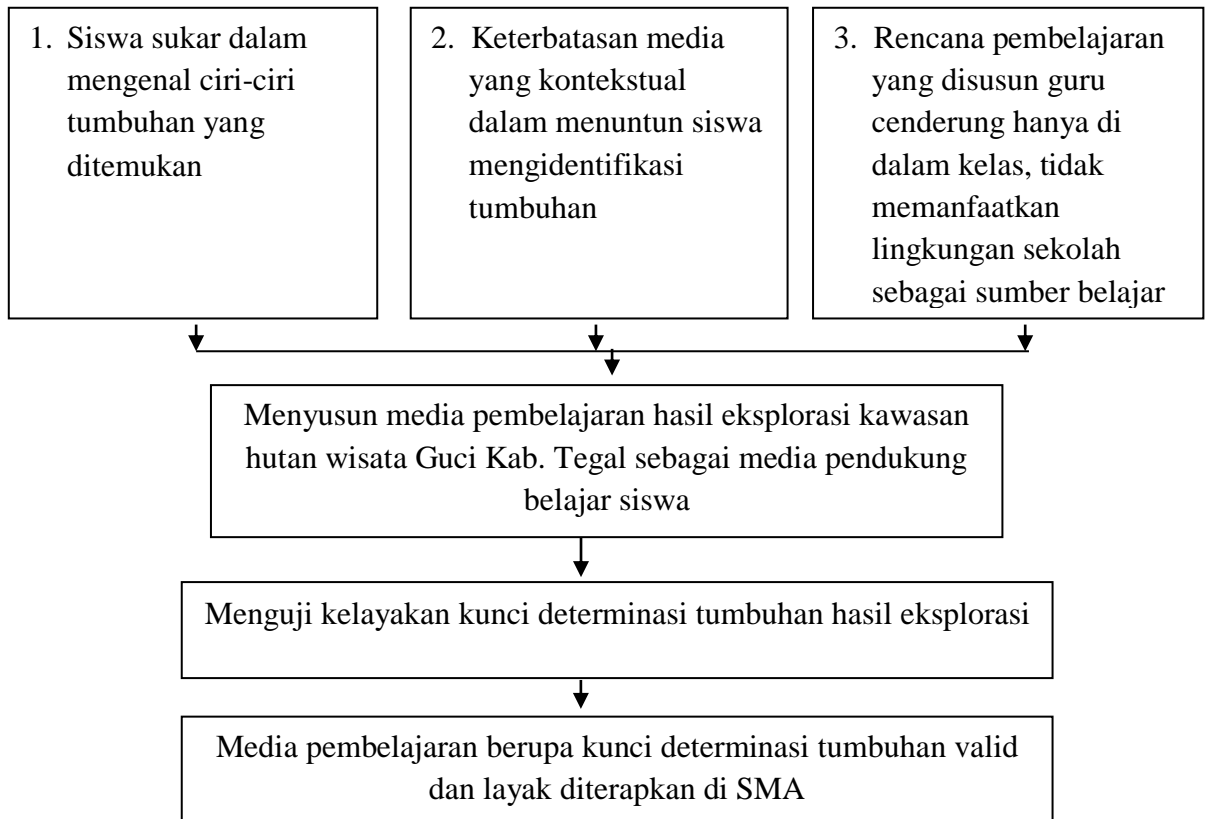 1. Siswa sukar dalam
mengenal ciri-ciri
tumbuhan yang
ditemukan
2. Keterbatasan media
yang kontekstual
dalam menuntun siswa
mengidentifikasi
tumbuhan
3. Rencana pembelajaran
yang disusun guru
cenderung hanya di
dalam kelas, tidak
memanfaatkan
lingkungan sekolah
sebagai sumber belajar
Menyusun media pembelajaran hasil eksplorasi kawasan
hutan wisata Guci Kab. Tegal sebagai media pendukung
belajar siswa
Menguji kelayakan kunci determinasi tumbuhan hasil eksplorasi
Media pembelajaran berupa kunci determinasi tumbuhan valid
dan layak diterapkan di SMA